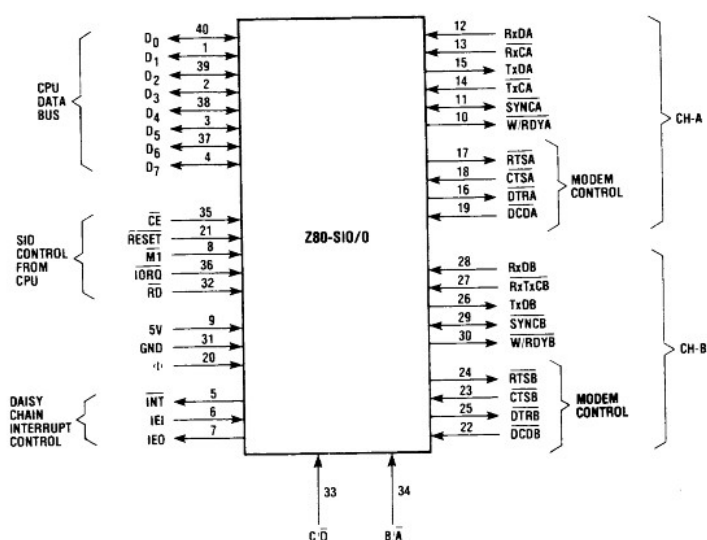 CPU
DATA
BUS
D0 40
D1 1
D2 39
D3 2
D4 38
D5 3
D6 37
D7 4
SIO
CONTROL
FROM
CPU
CE 35
RESET 21
M1 8
IORQ 36
RD 32
5V 9
GND 31
Φ 20
DAISY
CHAIN
INTERRUPT
CONTROL
INT 5
IEI 6
IEO 7
Z80-SIO/0
12 RxDA
13 RxCA
15 TxDA
14 TxCA
11 SYNCA
10 W/RDYA
17 RTSA
18 CTSA
16 DTRA
19 DCDA
MODEM
CONTROL
CH-A
28 RxDB
27 RxTxCB
26 TxDB
29 SYNCB
30 W/RDYB
24 RTSB
23 CTSB
25 DTRB
22 DCDB
MODEM
CONTROL
CH-B
33
34
C/D
B/A